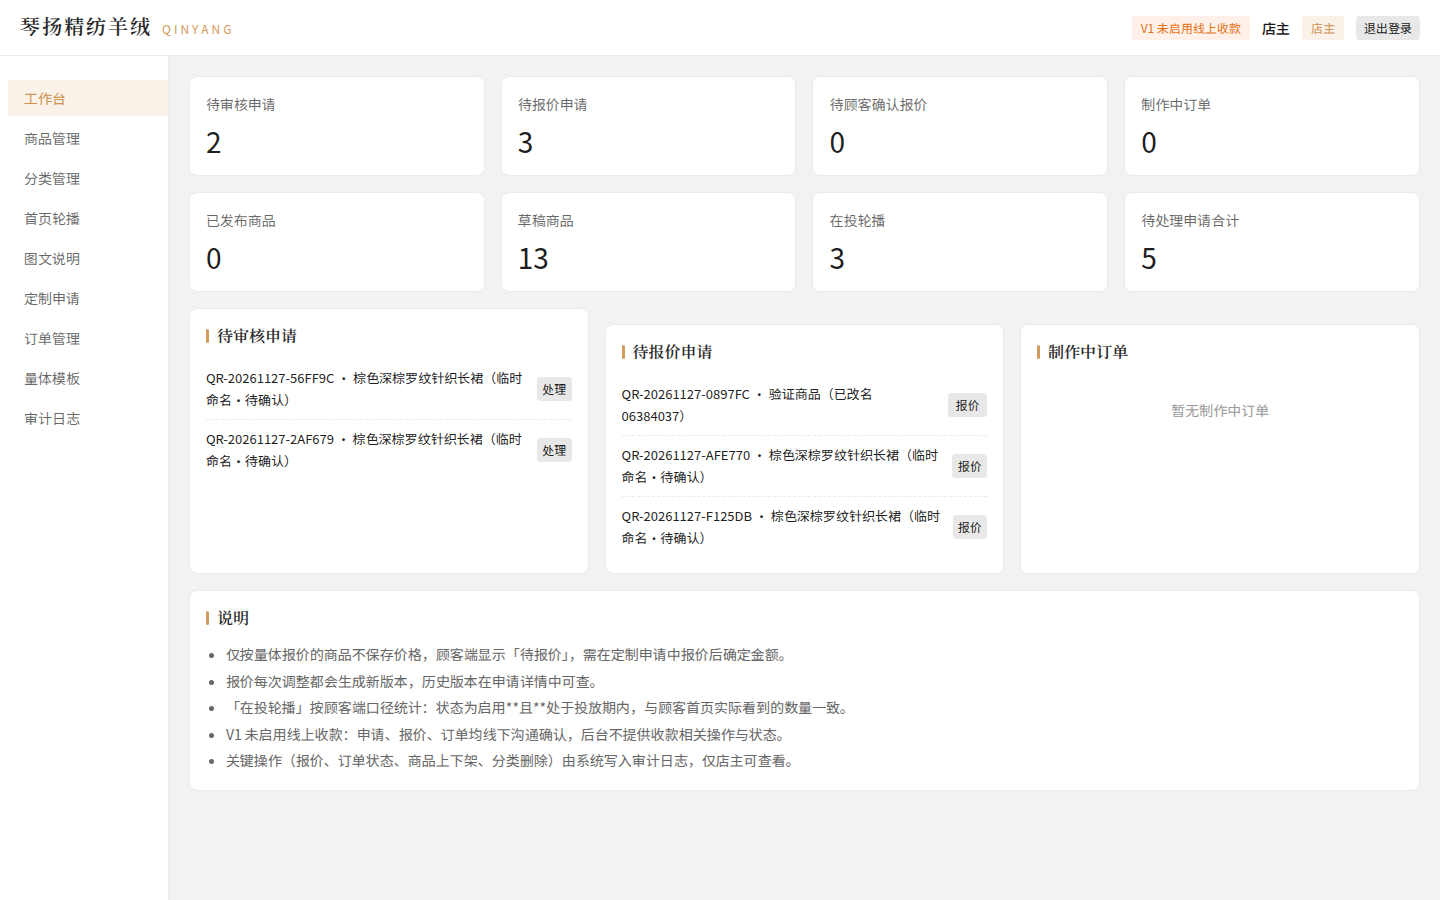 琴扬精纺羊绒 QINYANG
V1 未启用线上收款 店主 店主 退出登录
工作台
商品管理
分类管理
首页轮播
图文说明
定制申请
订单管理
量体模板
审计日志
待审核申请
2
待报价申请
3
待顾客确认报价
0
制作中订单
0
已发布商品
0
草稿商品
13
在投轮播
3
待处理申请合计
5
待审核申请
QR-20261127-56FF9C · 棕色深棕罗纹针织长裙（临时
命名·待确认）
处理
QR-20261127-2AF679 · 棕色深棕罗纹针织长裙（临时
命名·待确认）
处理
待报价申请
QR-20261127-0897FC · 验证商品（已改名
06384037）
报价
QR-20261127-AFE770 · 棕色深棕罗纹针织长裙（临时
命名·待确认）
报价
QR-20261127-F125DB · 棕色深棕罗纹针织长裙（临时
命名·待确认）
报价
制作中订单
暂无制作中订单
说明
仅按量体报价的商品不保存价格，顾客端显示「待报价」，需在定制申请中报价后确定金额。
报价每次调整都会生成新版本，历史版本在申请详情中可查。
「在投轮播」按顾客端口径统计：状态为启用**且**处于投放期内，与顾客首页实际看到的数量一致。
V1 未启用线上收款：申请、报价、订单均线下沟通确认，后台不提供收款相关操作与状态。
关键操作（报价、订单状态、商品上下架、分类删除）由系统写入审计日志，仅店主可查看。